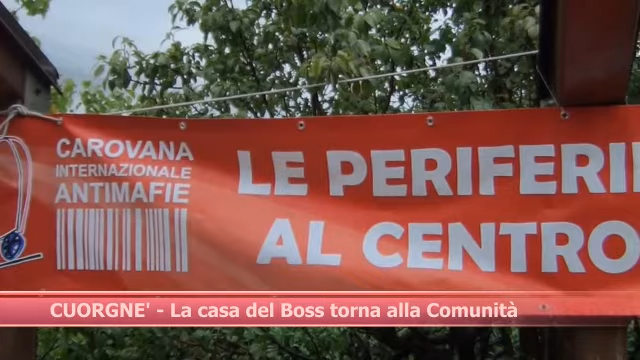 CAROVANA
INTERNAZIONALE
ANTIMAFIE
LE PERIFERI
AL CENTRO
CUORGNE' - La casa del Boss torna alla Comunità